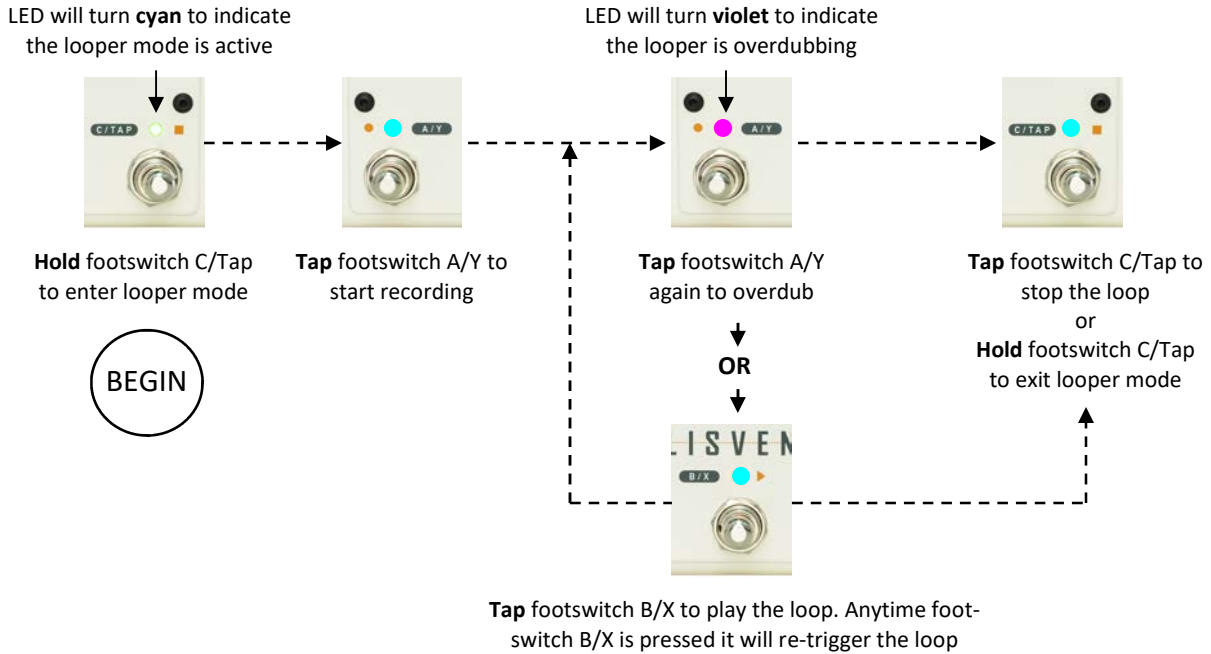 LED will turn cyan to indicate
the looper mode is active
LED will turn violet to indicate
the looper is overdubbing
C/TAP
A/Y
A/Y
C/TAP
Hold footswitch C/Tap
to enter looper mode
Tap footswitch A/Y to
start recording
Tap footswitch A/Y
again to overdub
Tap footswitch C/Tap to
stop the loop
or
Hold footswitch C/Tap
to exit looper mode
BEGIN
OR
LISVEN
B/X
Tap footswitch B/X to play the loop. Anytime foot-
switch B/X is pressed it will re-trigger the loop